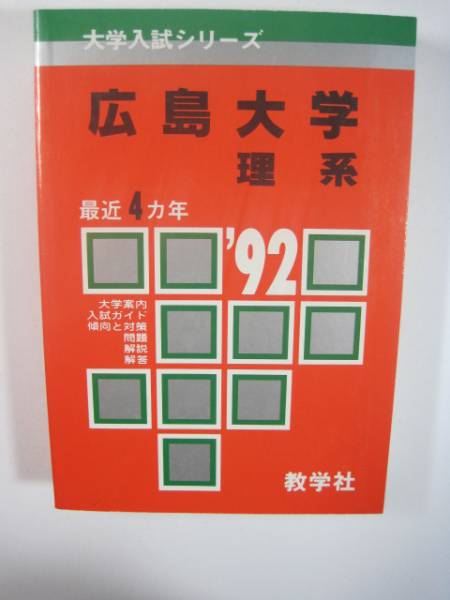 大学入試シリーズ
広島大学
理系
最近4カ年
'92
大学案内
入試ガイド
傾向と対策
問題
解説
解答
教学社